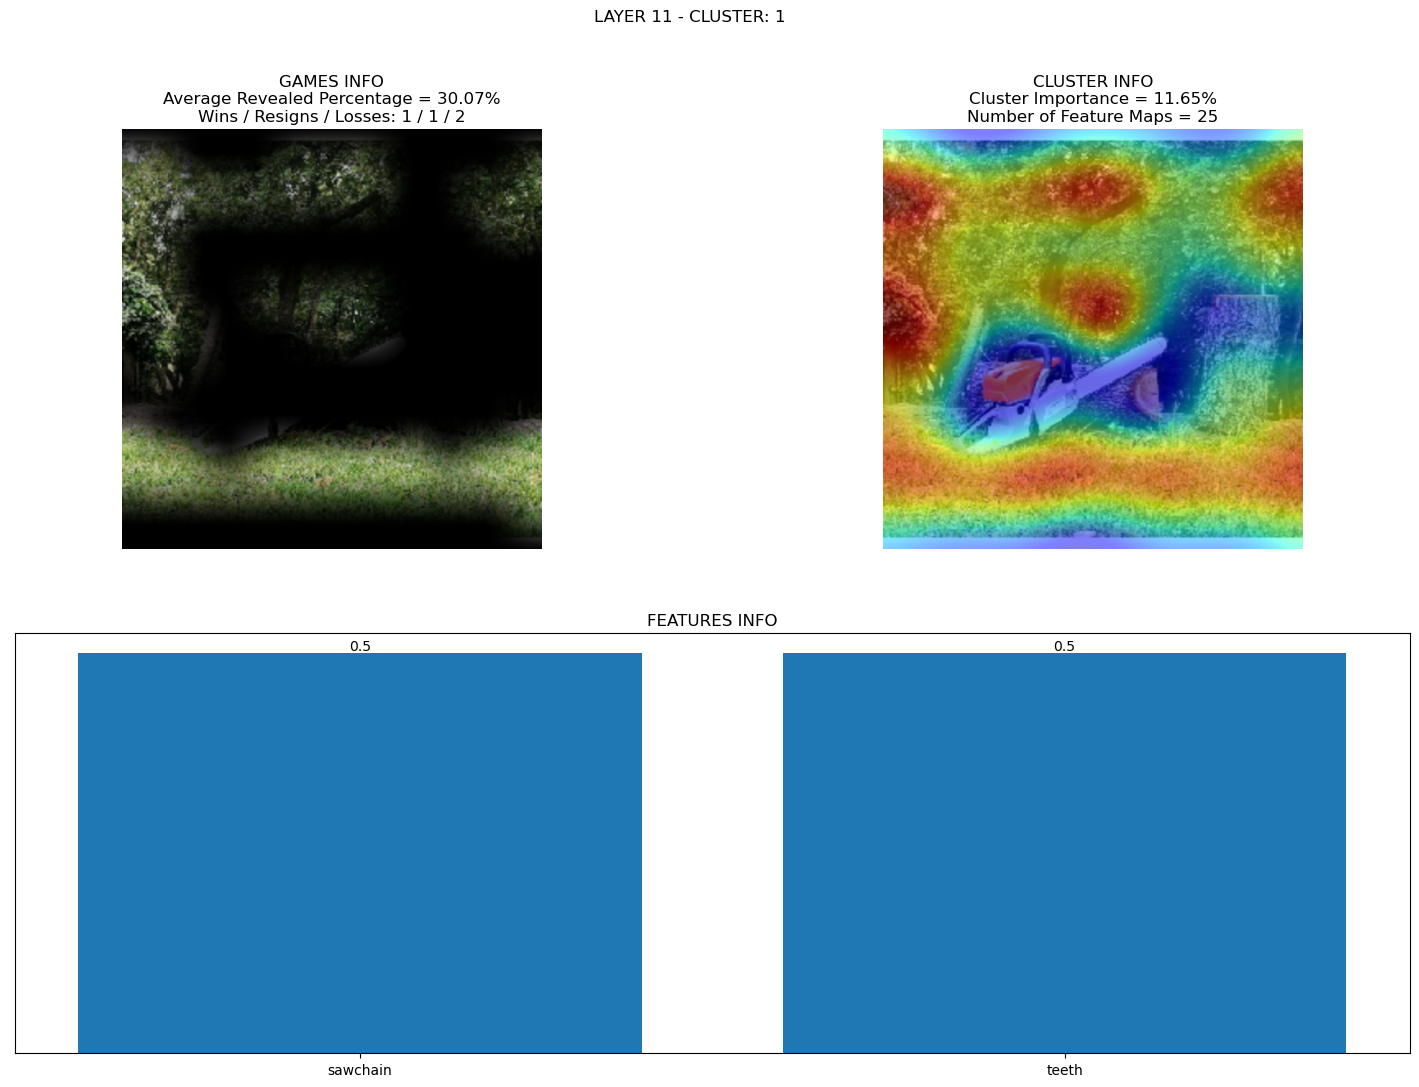 LAYER 11 - CLUSTER: 1
GAMES INFO
Average Revealed Percentage = 30.07%
Wins / Resigns / Losses: 1 / 1 / 2
CLUSTER INFO
Cluster Importance = 11.65%
Number of Feature Maps = 25
FEATURES INFO
0.5
0.5
sawchain
teeth